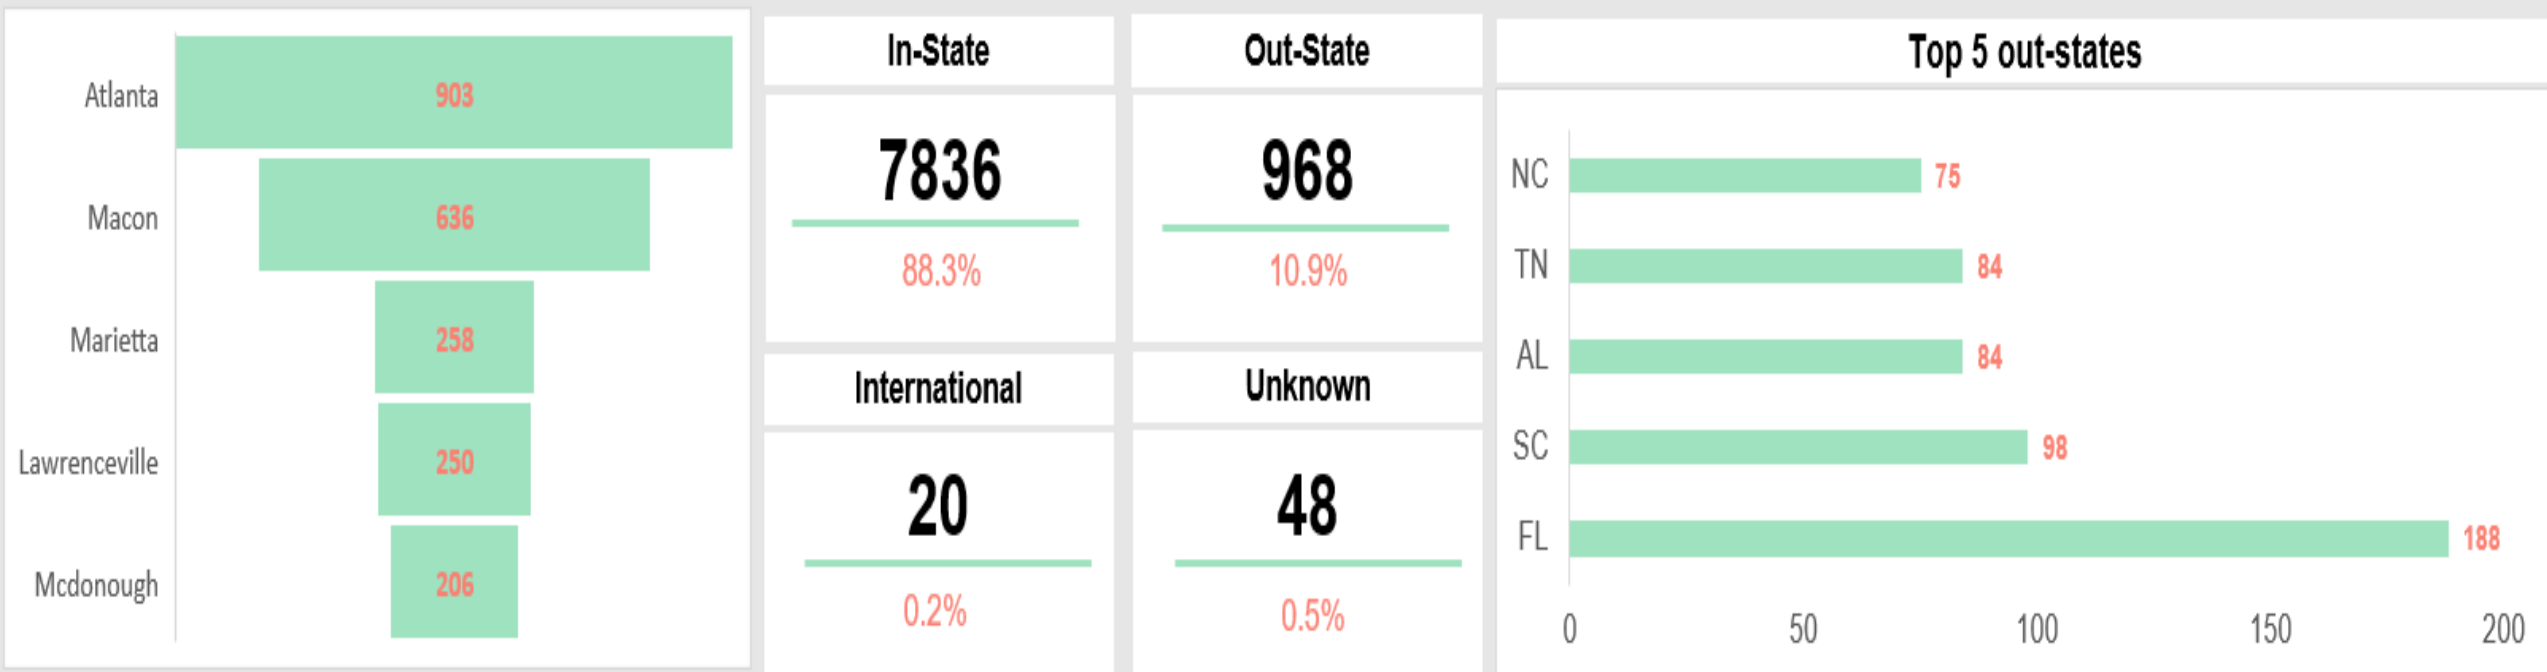 Atlanta 903
Macon 636
Marietta 258
Lawrenceville 250
Mcdonough 206
In-State
7836
88.3%
Out-State
968
10.9%
International
20
0.2%
Unknown
48
0.5%
Top 5 out-states
NC 75
TN 84
AL 84
SC 98
FL 188
0 50 100 150 200